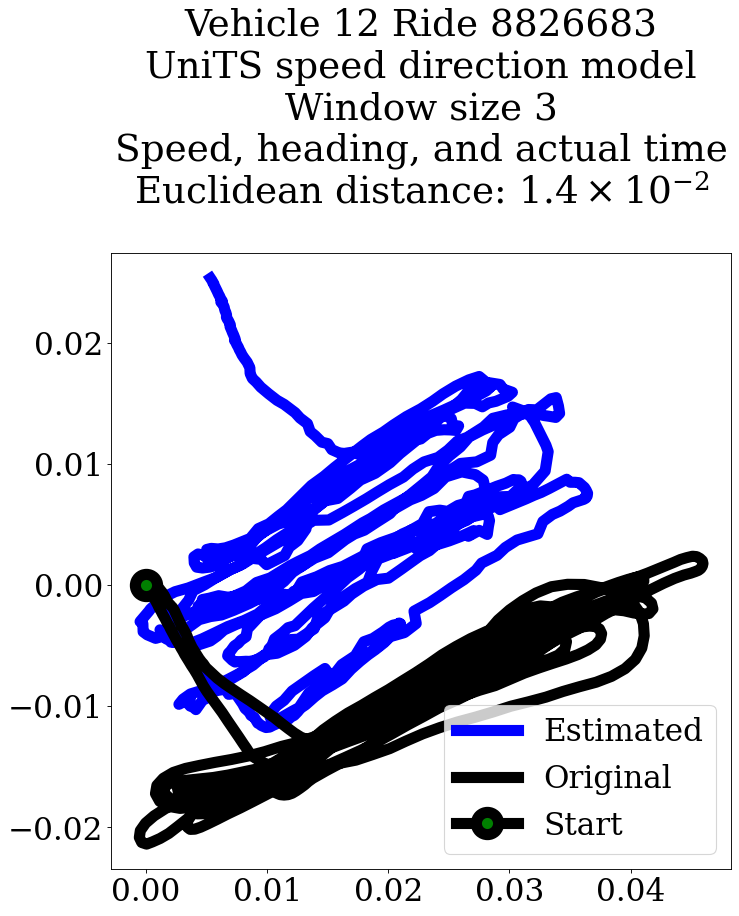 Vehicle 12 Ride 8826683
UniTS speed direction model
Window size 3
Speed, heading, and actual time
Euclidean distance: 1.4 × 10⁻²
0.02
0.01
0.00
−0.01
−0.02
Estimated
Original
Start
0.00 0.01 0.02 0.03 0.04